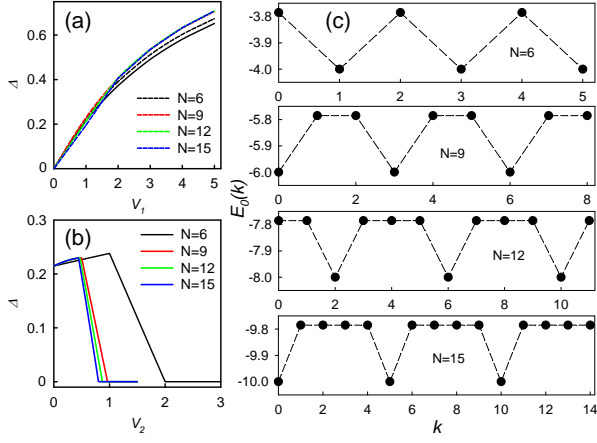 (a)
0.6
0.4
0.2
0
Δ
N=6
N=9
N=12
N=15
0 1 2 3 4 5
V1
(b)
0.3
0.2
0.1
0
Δ
N=6
N=9
N=12
N=15
0 1 2 3
V2
(c)
E0(k)
-3.8
-3.9
-4.0
N=6
0 1 2 3 4 5
-5.8
-5.9
-6.0
N=9
0 2 4 6 8
-7.8
-7.9
-8.0
N=12
0 2 4 6 8 10
-9.8
-9.9
-10.0
N=15
0 2 4 6 8 10 12 14
k